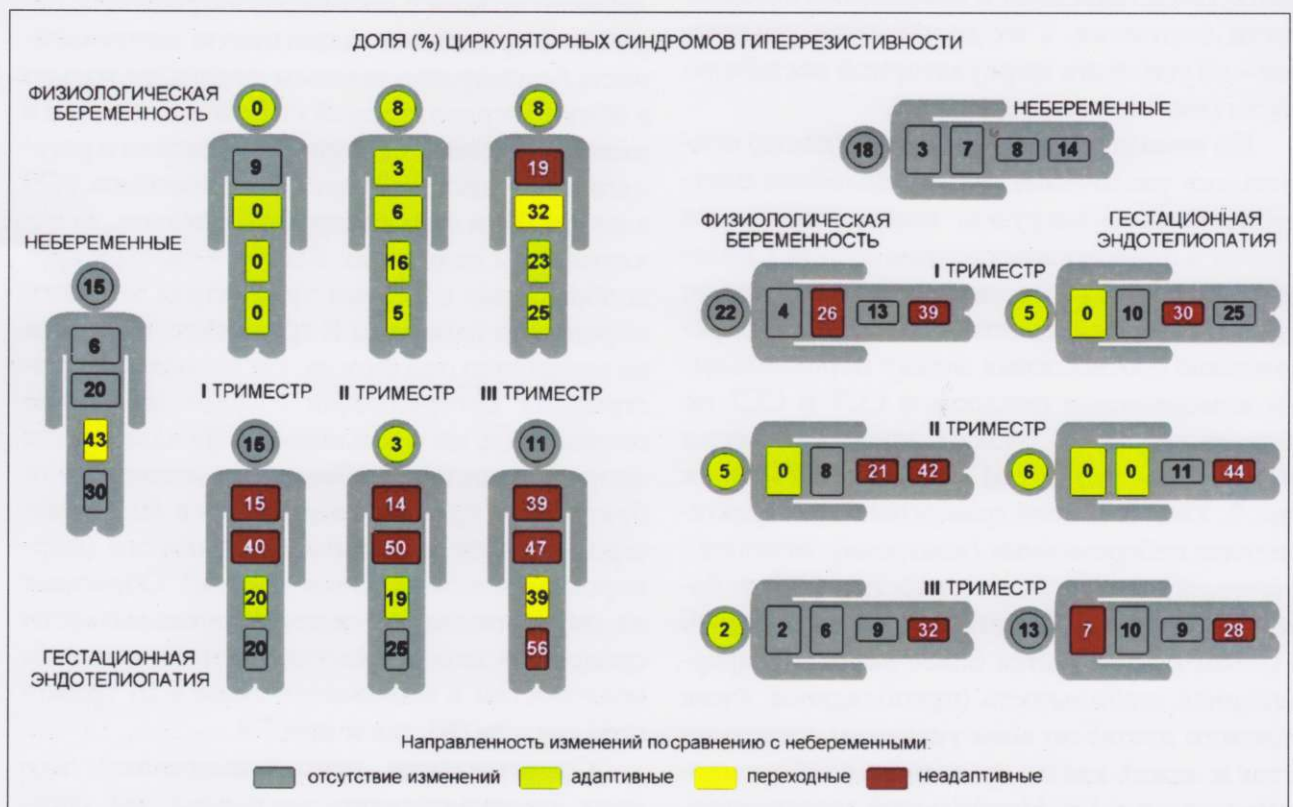 ДОЛЯ (%) ЦИРКУЛЯТОРНЫХ СИНДРОМОВ ГИПЕРРЕЗИСТИВНОСТИ
ФИЗИОЛОГИЧЕСКАЯ
БЕРЕМЕННОСТЬ
0
9
0
0
0
8
3
6
16
5
8
19
32
23
25
НЕБЕРЕМЕННЫЕ
15
6
20
43
30
I ТРИМЕСТР
II ТРИМЕСТР
III ТРИМЕСТР
15
15
40
20
20
3
14
50
19
25
11
39
47
39
56
ГЕСТАЦИОННАЯ
ЭНДОТЕЛИОПАТИЯ
НЕБЕРЕМЕННЫЕ
18 3 7 8 14
ФИЗИОЛОГИЧЕСКАЯ
БЕРЕМЕННОСТЬ
ГЕСТАЦИОННАЯ
ЭНДОТЕЛИОПАТИЯ
I ТРИМЕСТР
22 4 26 13 39
5 0 10 30 25
II ТРИМЕСТР
5 0 8 21 42
6 0 0 11 44
III ТРИМЕСТР
2 2 6 9 32
13 7 10 9 28
Направленность изменений по сравнению с небеременными:
отсутствие изменений
адаптивные
переходные
неадаптивные